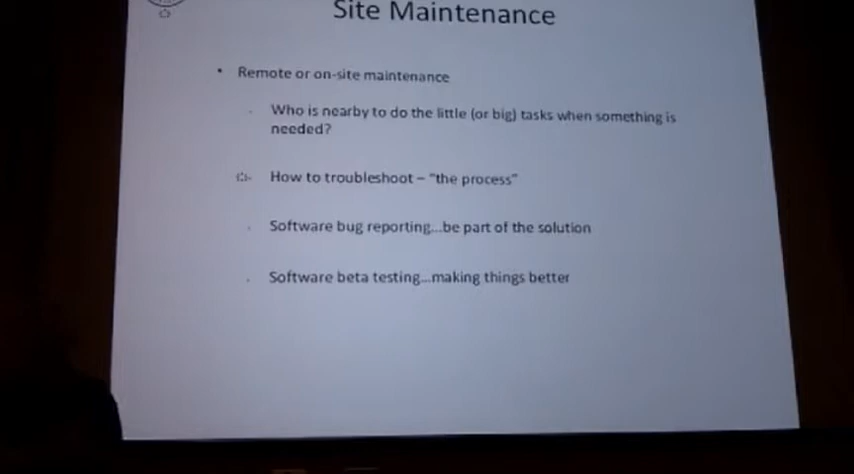 Site Maintenance
• Remote or on-site maintenance
Who is nearby to do the little (or big) tasks when something is
needed?
How to troubleshoot – "the process"
Software bug reporting...be part of the solution
Software beta testing...making things better